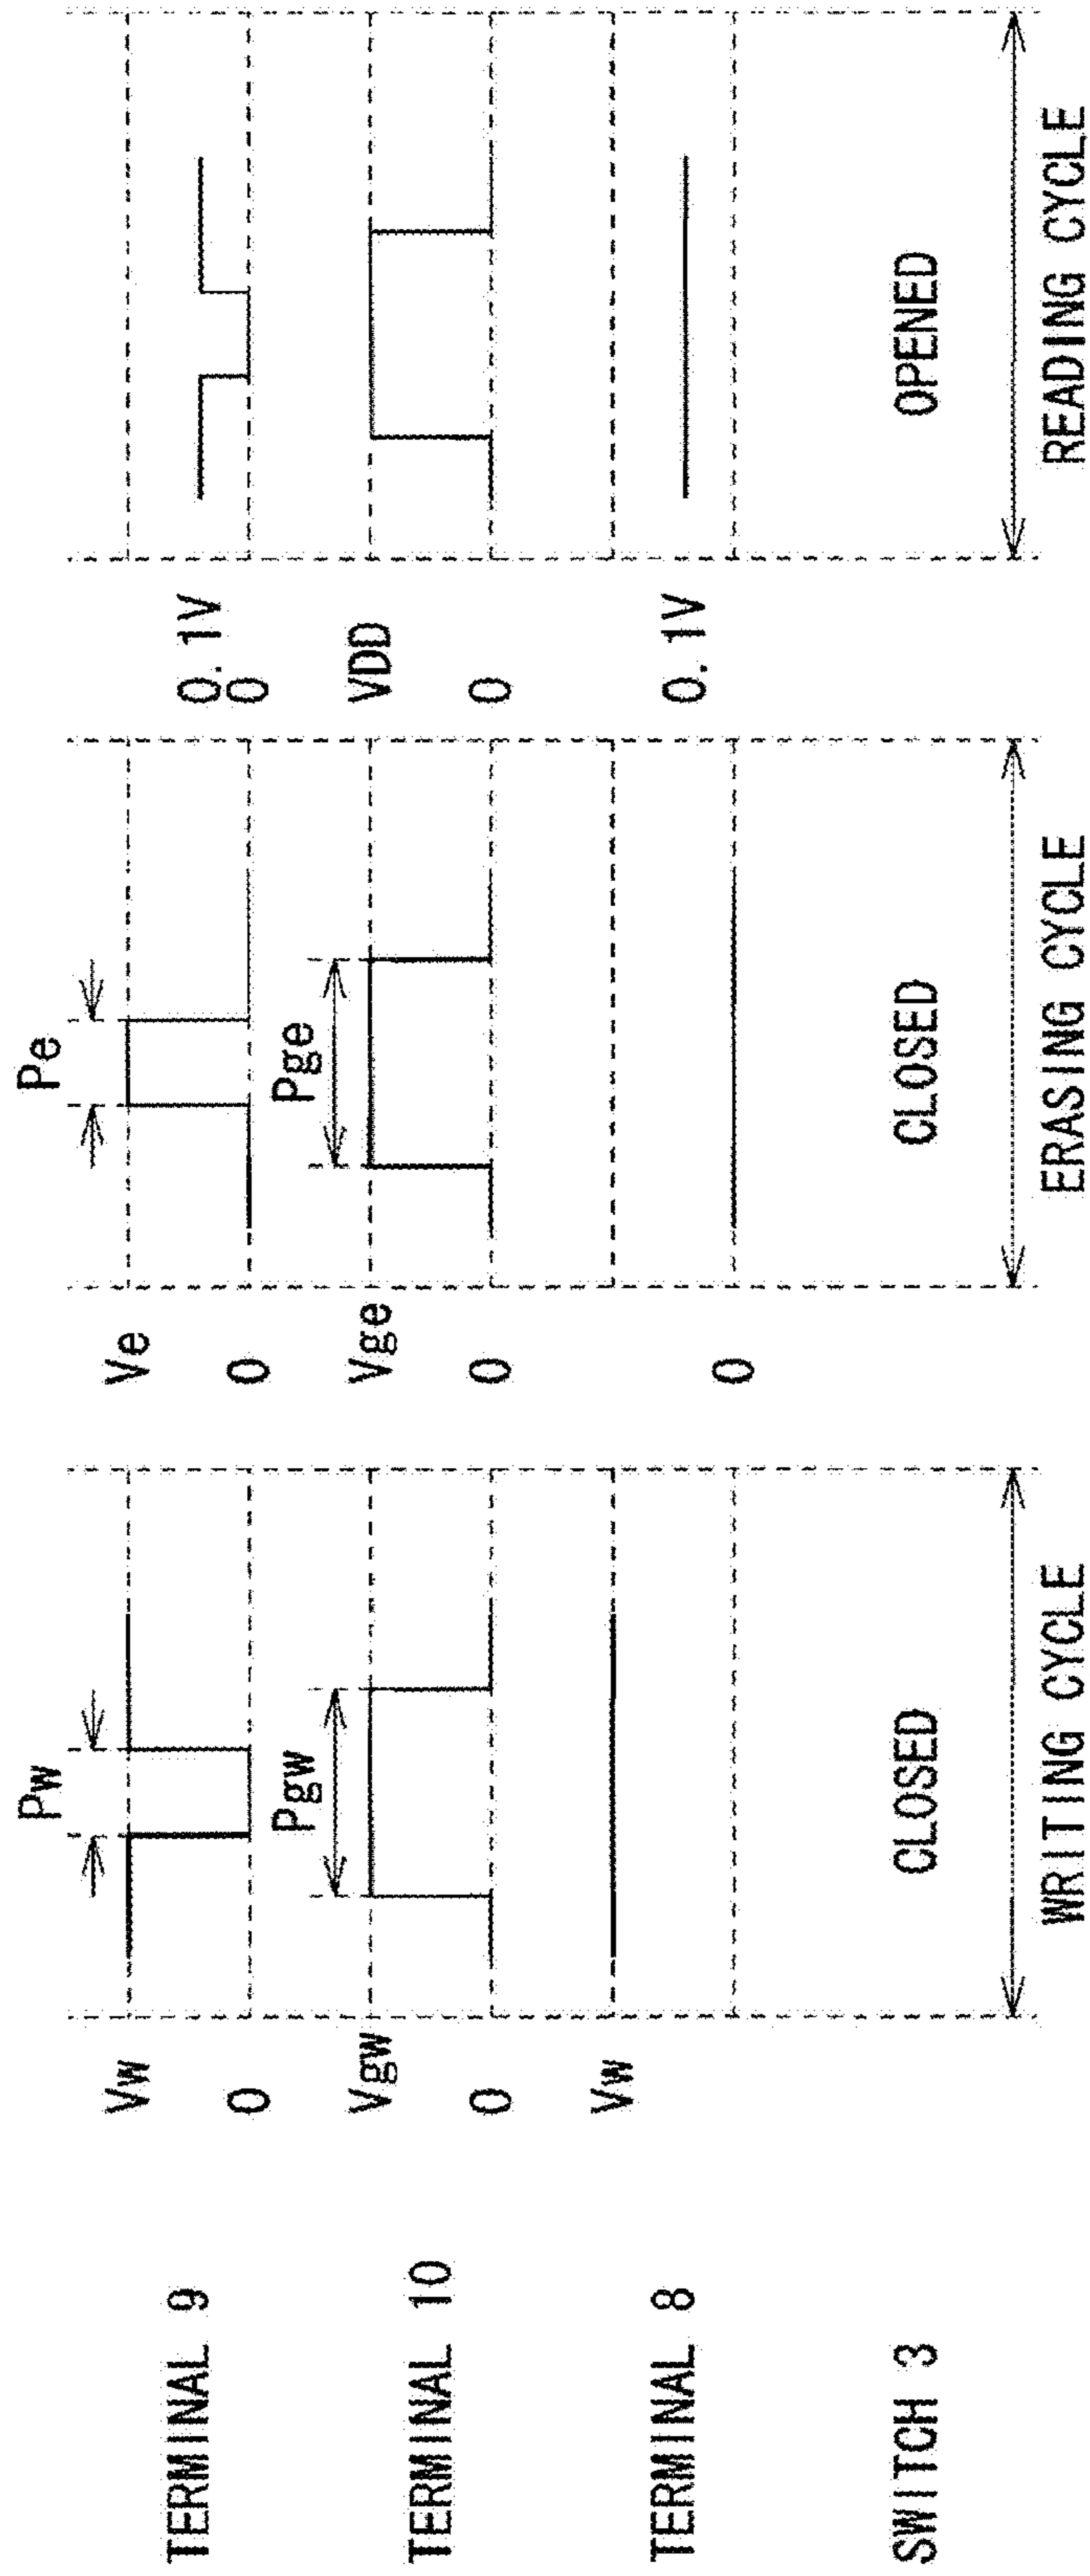 Pw
Pe
TERMINAL 9
Vw
0
Ve
0
0. 1V
0
Pgw
Pge
TERMINAL 10
Vgw
0
Vge
0
VDD
0
TERMINAL 8
Vw
0
0. 1V
SWITCH 3
CLOSED
CLOSED
OPENED
WRITING CYCLE
ERASING CYCLE
READING CYCLE